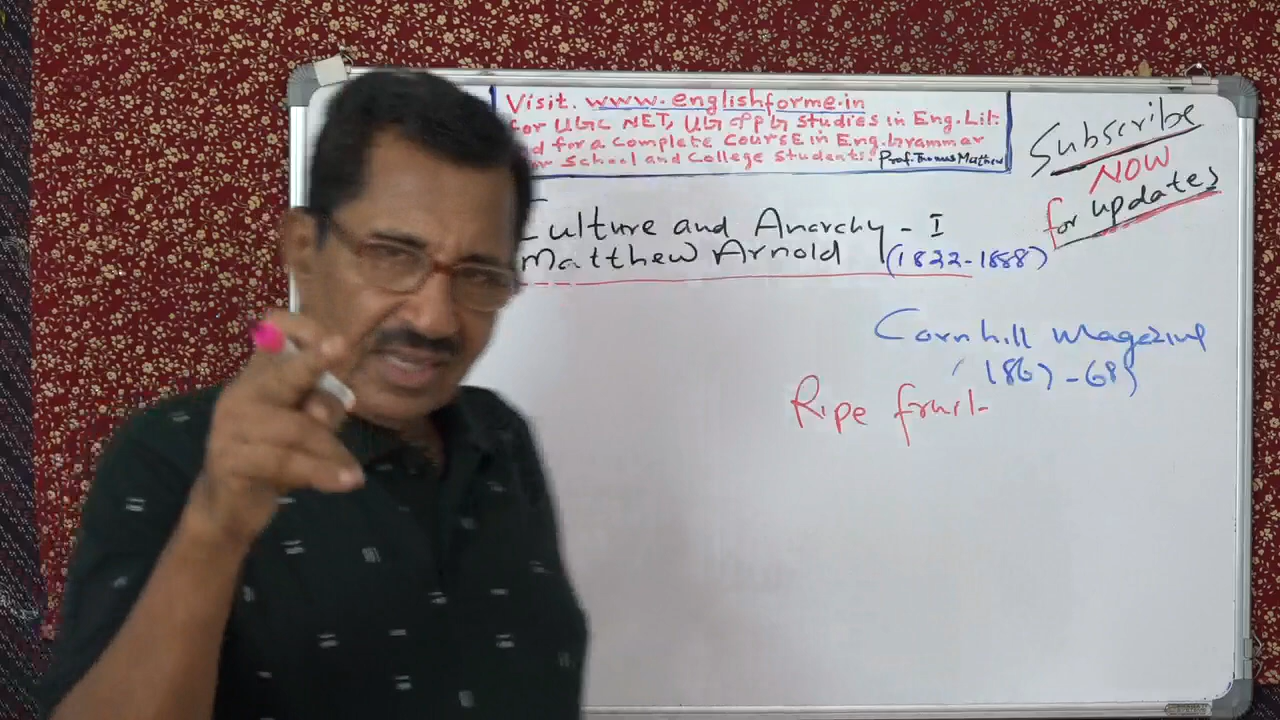 Visit. www.englishforme.in
for UGC NET, UG & PG Studies in Eng. Lit:
d for a Complete Course in Eng. Grammar
School and College Students. Prof. Thomas Mathew
Subscribe
NOW
for updates
Culture and Anarchy - I
Matthew Arnold (1822-1888)
Cornhill Magazine
1867-68)
Ripe fruit